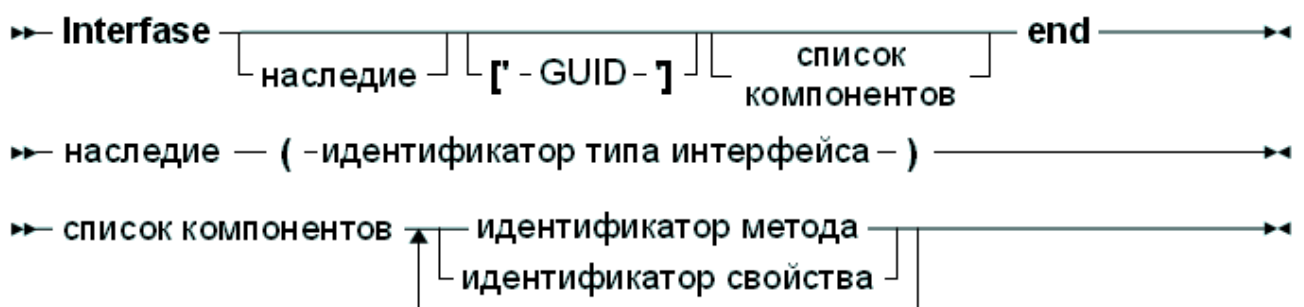 Interfase end
наследие [' - GUID - '] список
компонентов
наследие ( идентификатор типа интерфейса )
список компонентов идентификатор метода
идентификатор свойства